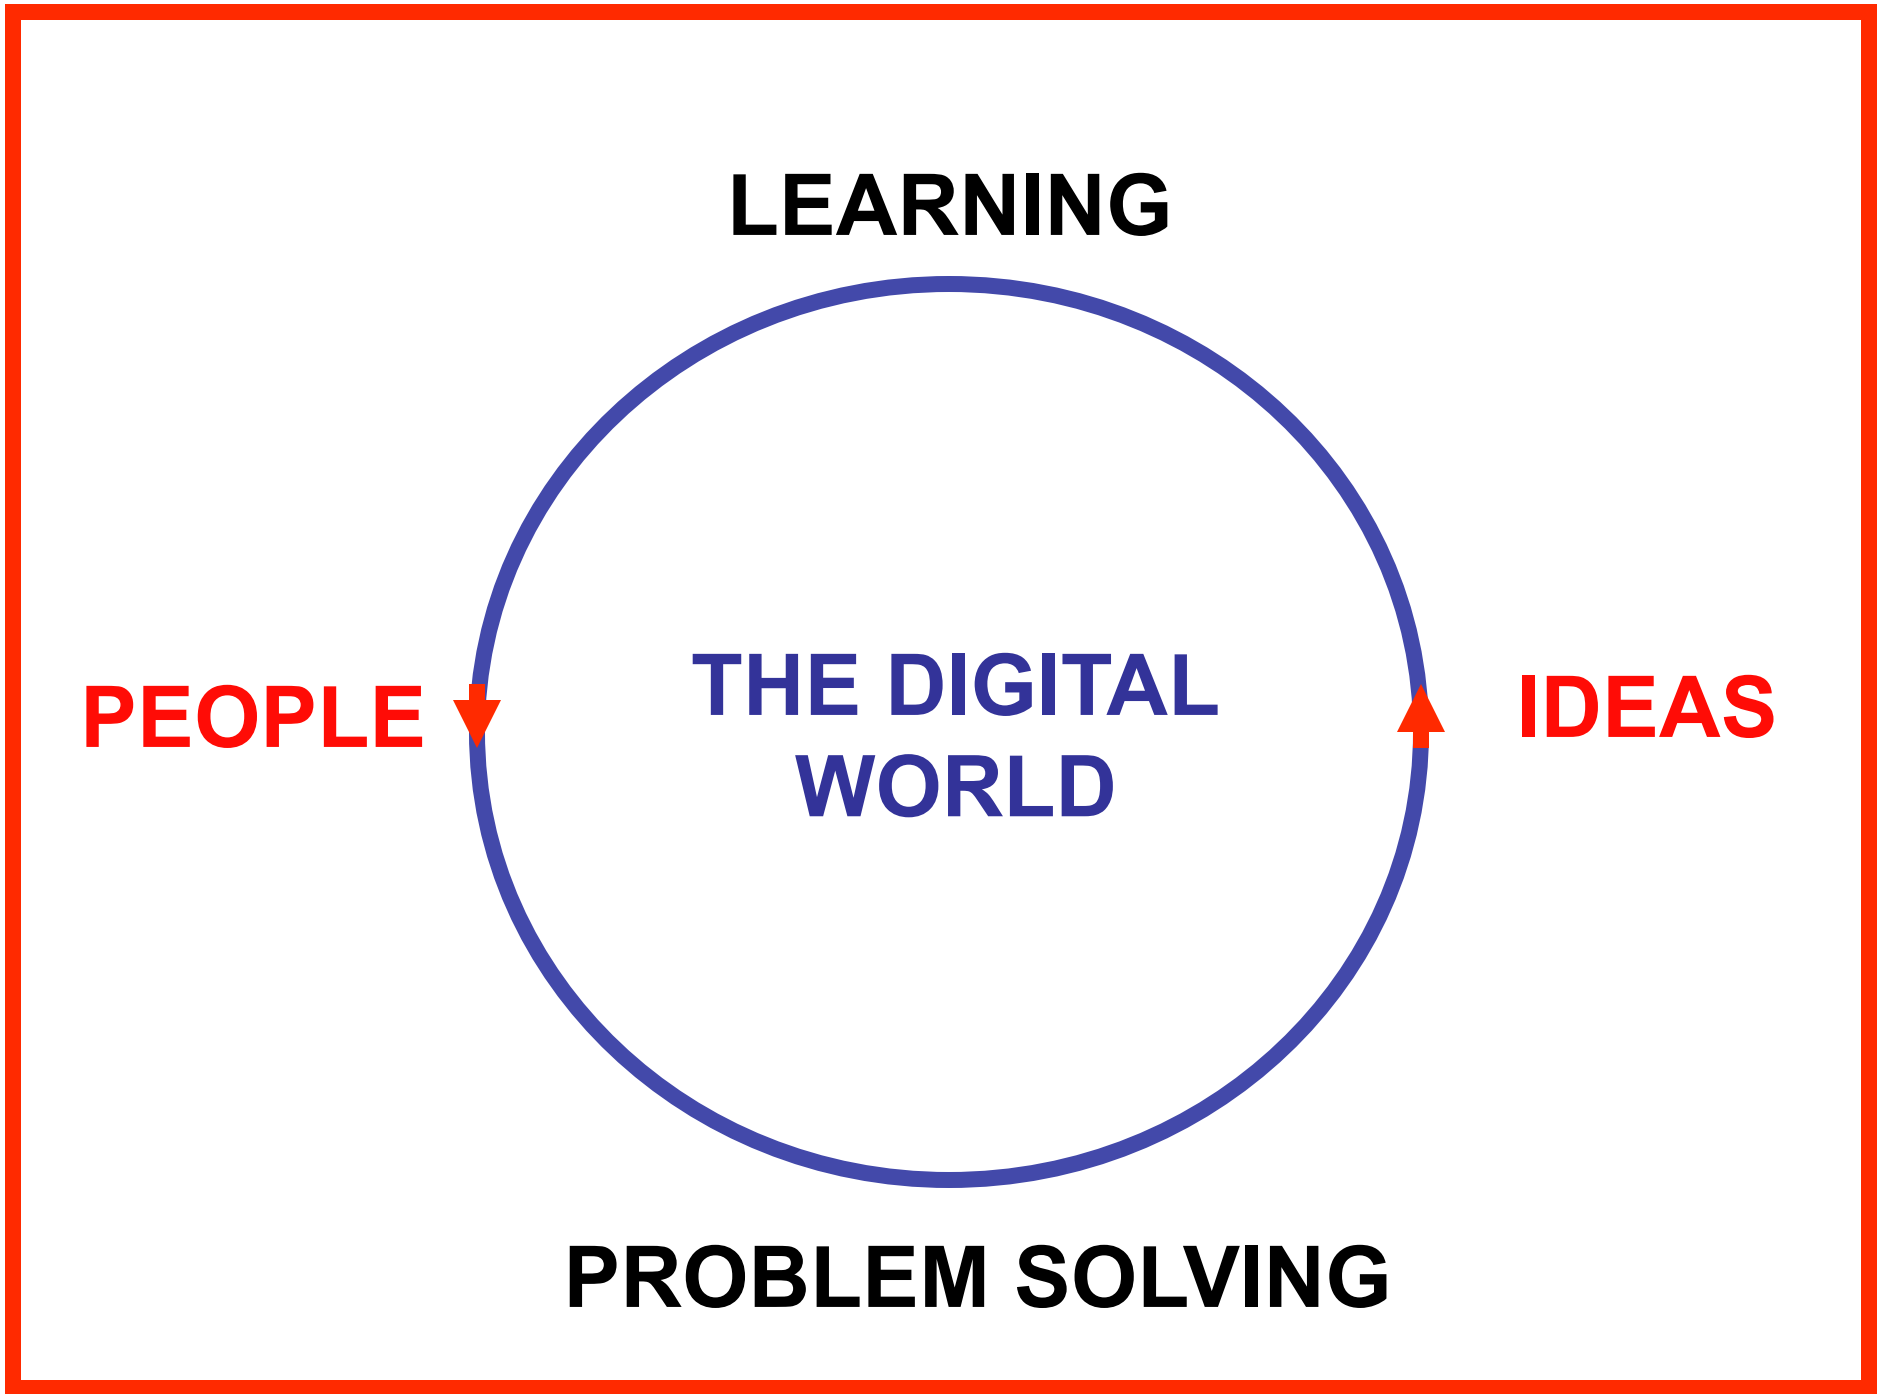 LEARNING
THE DIGITAL
WORLD
PEOPLE
IDEAS
PROBLEM SOLVING